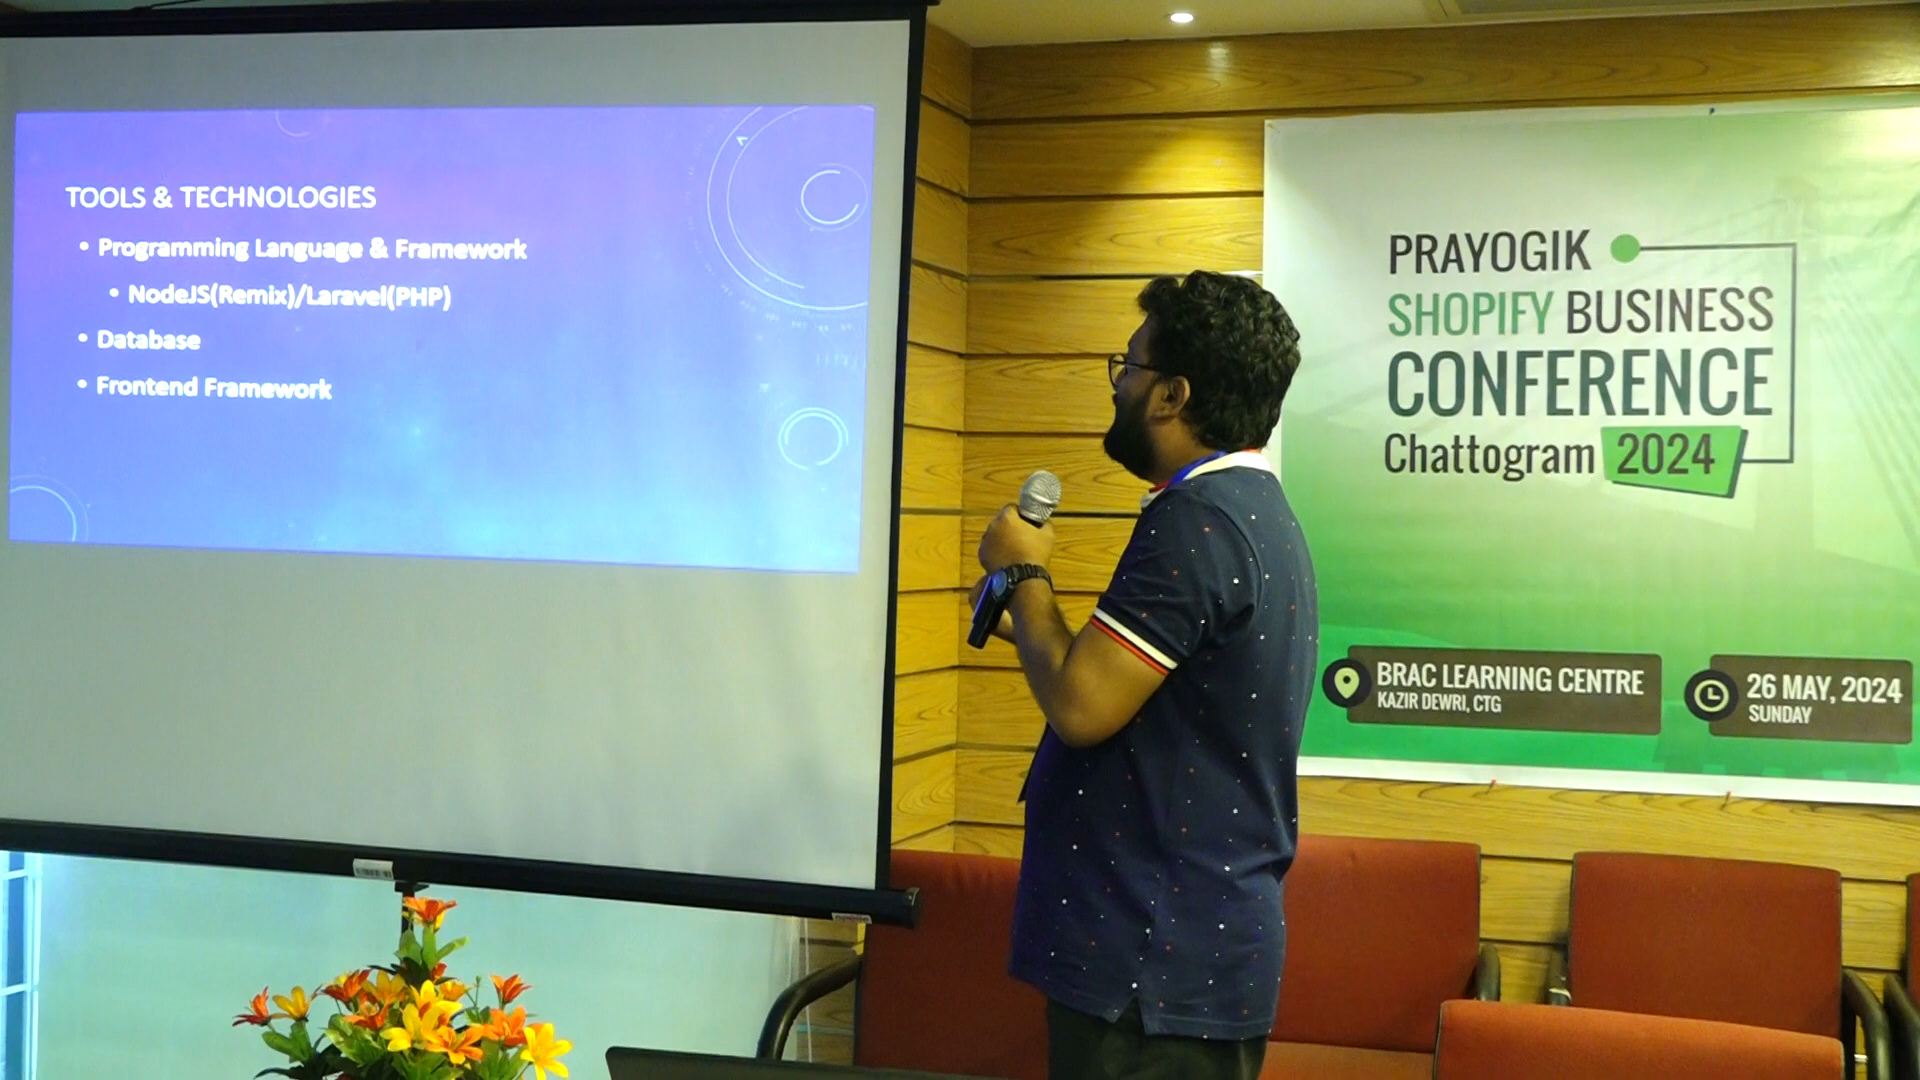 TOOLS & TECHNOLOGIES
• Programming Language & Framework
• NodeJS(Remix)/Laravel(PHP)
• Database
• Frontend Framework
PRAYOGIK
SHOPIFY BUSINESS
CONFERENCE
Chattogram 2024
BRAC LEARNING CENTRE
KAZIR DEWRI, CTG
26 MAY, 2024
SUNDAY